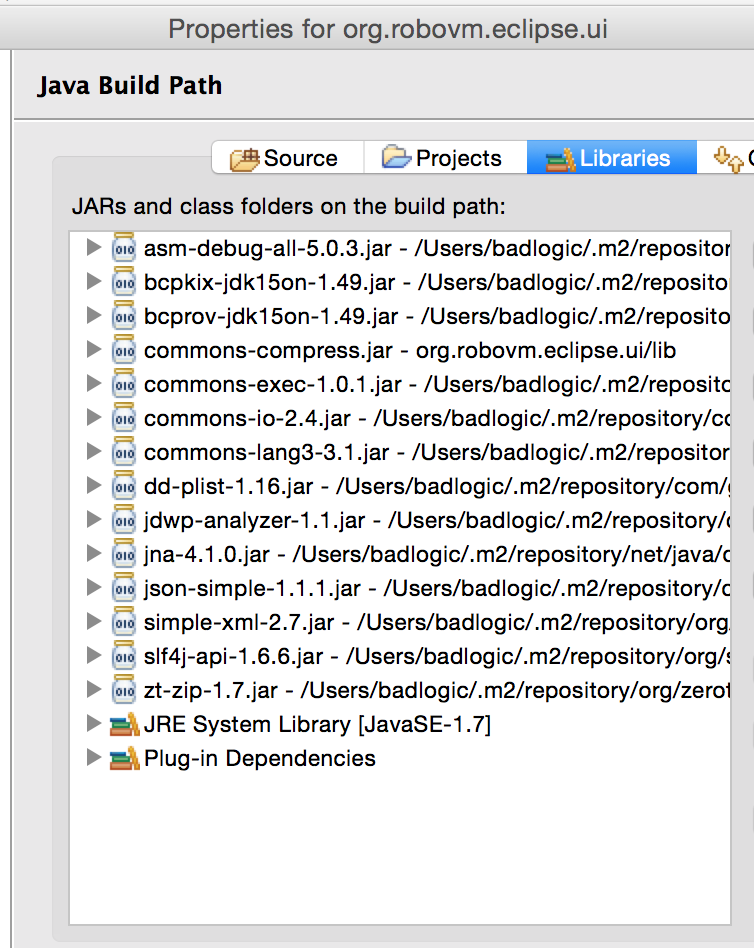 Properties for org.robovm.eclipse.ui
Java Build Path
Source Projects Libraries
JARs and class folders on the build path:
asm-debug-all-5.0.3.jar - /Users/badlogic/.m2/repositor
bcpkix-jdk15on-1.49.jar - /Users/badlogic/.m2/reposito
bcprov-jdk15on-1.49.jar - /Users/badlogic/.m2/reposito
commons-compress.jar - org.robovm.eclipse.ui/lib
commons-exec-1.0.1.jar - /Users/badlogic/.m2/reposito
commons-io-2.4.jar - /Users/badlogic/.m2/repository/co
commons-lang3-3.1.jar - /Users/badlogic/.m2/repositor
dd-plist-1.16.jar - /Users/badlogic/.m2/repository/com/
jdwp-analyzer-1.1.jar - /Users/badlogic/.m2/repository/
jna-4.1.0.jar - /Users/badlogic/.m2/repository/net/java/
json-simple-1.1.1.jar - /Users/badlogic/.m2/repository/
simple-xml-2.7.jar - /Users/badlogic/.m2/repository/org
slf4j-api-1.6.6.jar - /Users/badlogic/.m2/repository/org/
zt-zip-1.7.jar - /Users/badlogic/.m2/repository/org/zerot
JRE System Library [JavaSE-1.7]
Plug-in Dependencies